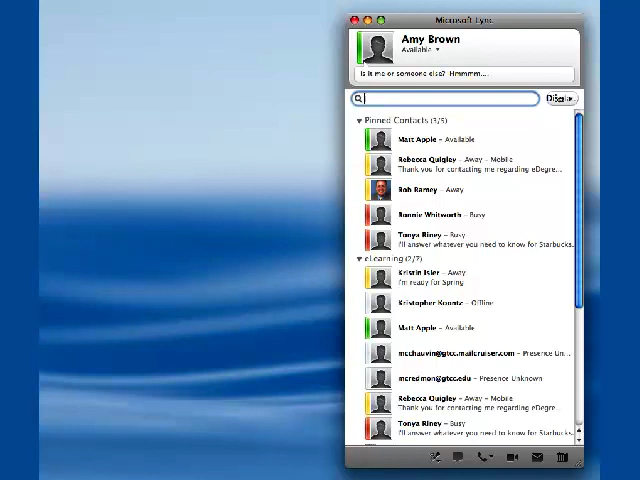 Microsoft Lync
Amy Brown
Available
Is it me or someone else? Hmmmm....
Pinned Contacts (3/5)
Matt Apple – Available
Rebecca Quigley – Away – Mobile
Thank you for contacting me regarding eDegre...
Rob Ramey – Away
Ronnie Whitworth – Busy
Tonya Riney – Busy
I'll answer whatever you need to know for Starbucks.
eLearning (2/7)
Kristin Isler – Away
I'm ready for Spring
Kristopher Koontz – Offline
Matt Apple – Available
mcchauvin@gtcc.mailcruiser.com – Presence Un...
mcredmon@gtcc.edu – Presence Unknown
Rebecca Quigley – Away – Mobile
Thank you for contacting me regarding eDegre...
Tonya Riney – Busy
I'll answer whatever you need to know for Starbucks.